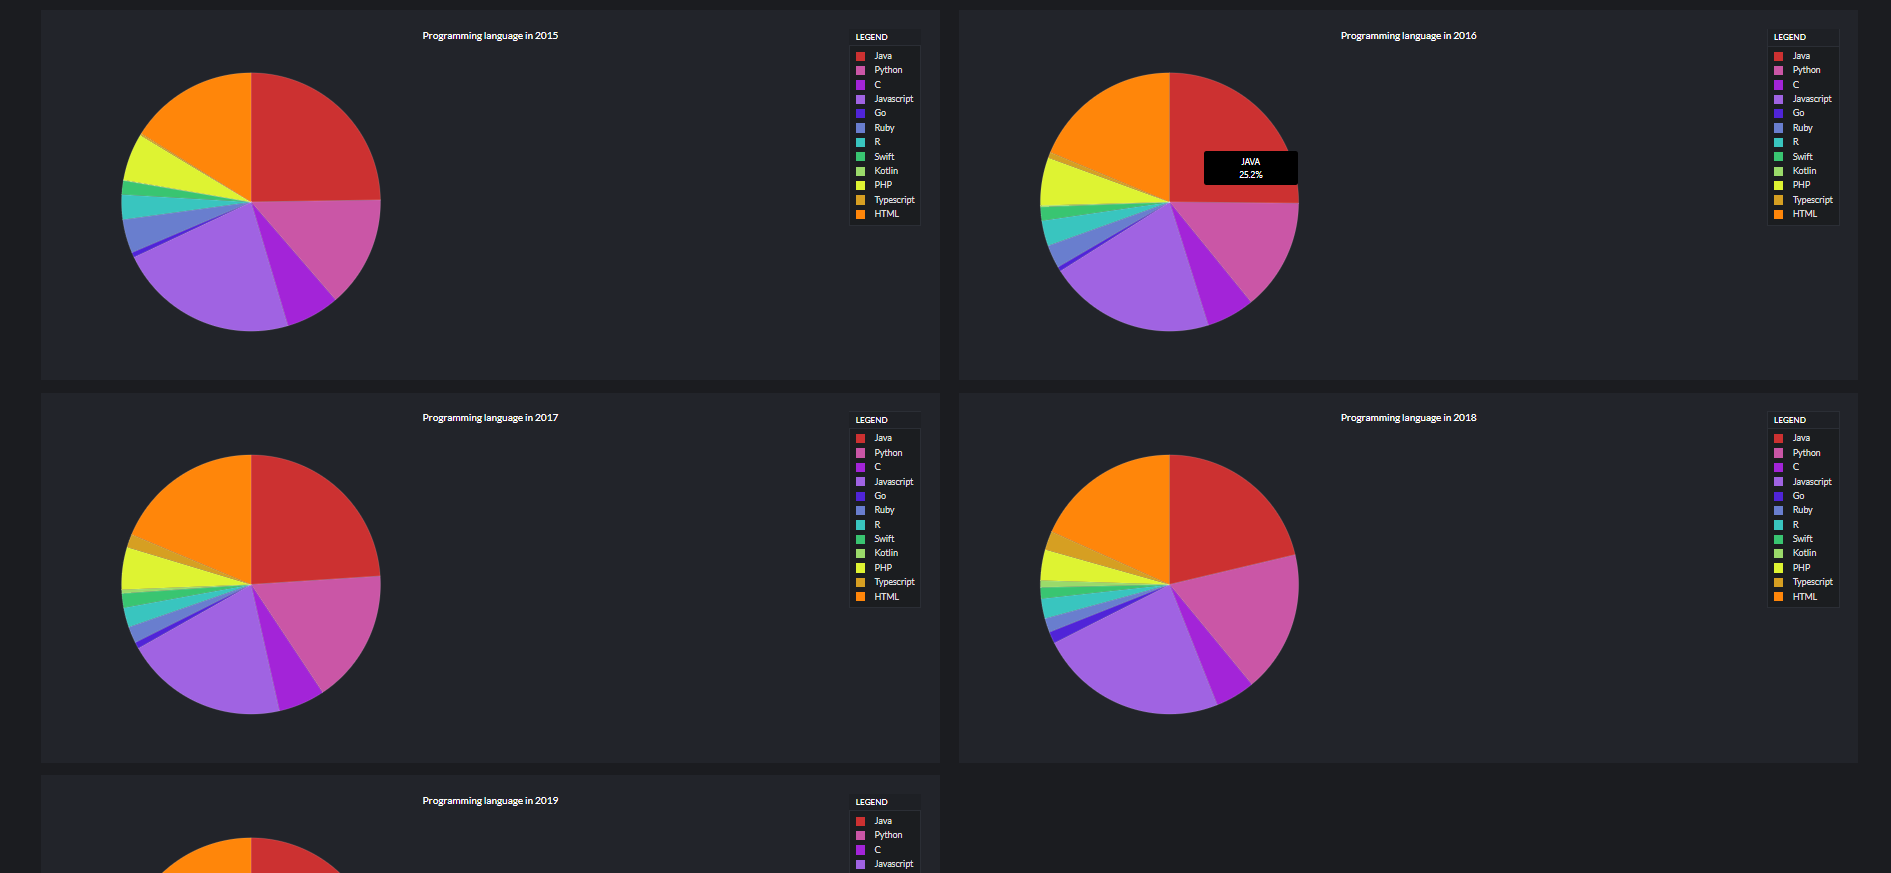 Programming language in 2015
LEGEND
Java
Python
C
Javascript
Go
Ruby
R
Swift
Kotlin
PHP
Typescript
HTML
Programming language in 2016
LEGEND
Java
Python
C
Javascript
Go
Ruby
R
Swift
Kotlin
PHP
Typescript
HTML
JAVA
25.2%
Programming language in 2017
LEGEND
Java
Python
C
Javascript
Go
Ruby
R
Swift
Kotlin
PHP
Typescript
HTML
Programming language in 2018
LEGEND
Java
Python
C
Javascript
Go
Ruby
R
Swift
Kotlin
PHP
Typescript
HTML
Programming language in 2019
LEGEND
Java
Python
C
Javascript